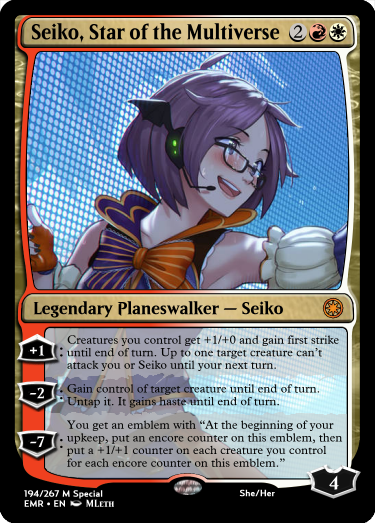 Seiko, Star of the Multiverse 2
Legendary Planeswalker — Seiko
+1: Creatures you control get +1/+0 and gain first strike
until end of turn. Up to one target creature can't
attack you or Seiko until your next turn.
-2: Gain control of target creature until end of turn.
Untap it. It gains haste until end of turn.
-7: You get an emblem with “At the beginning of your
upkeep, put an encore counter on this emblem, then
put a +1/+1 counter on each creature you control
for each encore counter on this emblem.”
4
194/267 M Special She/Her
EMR • EN MLeth